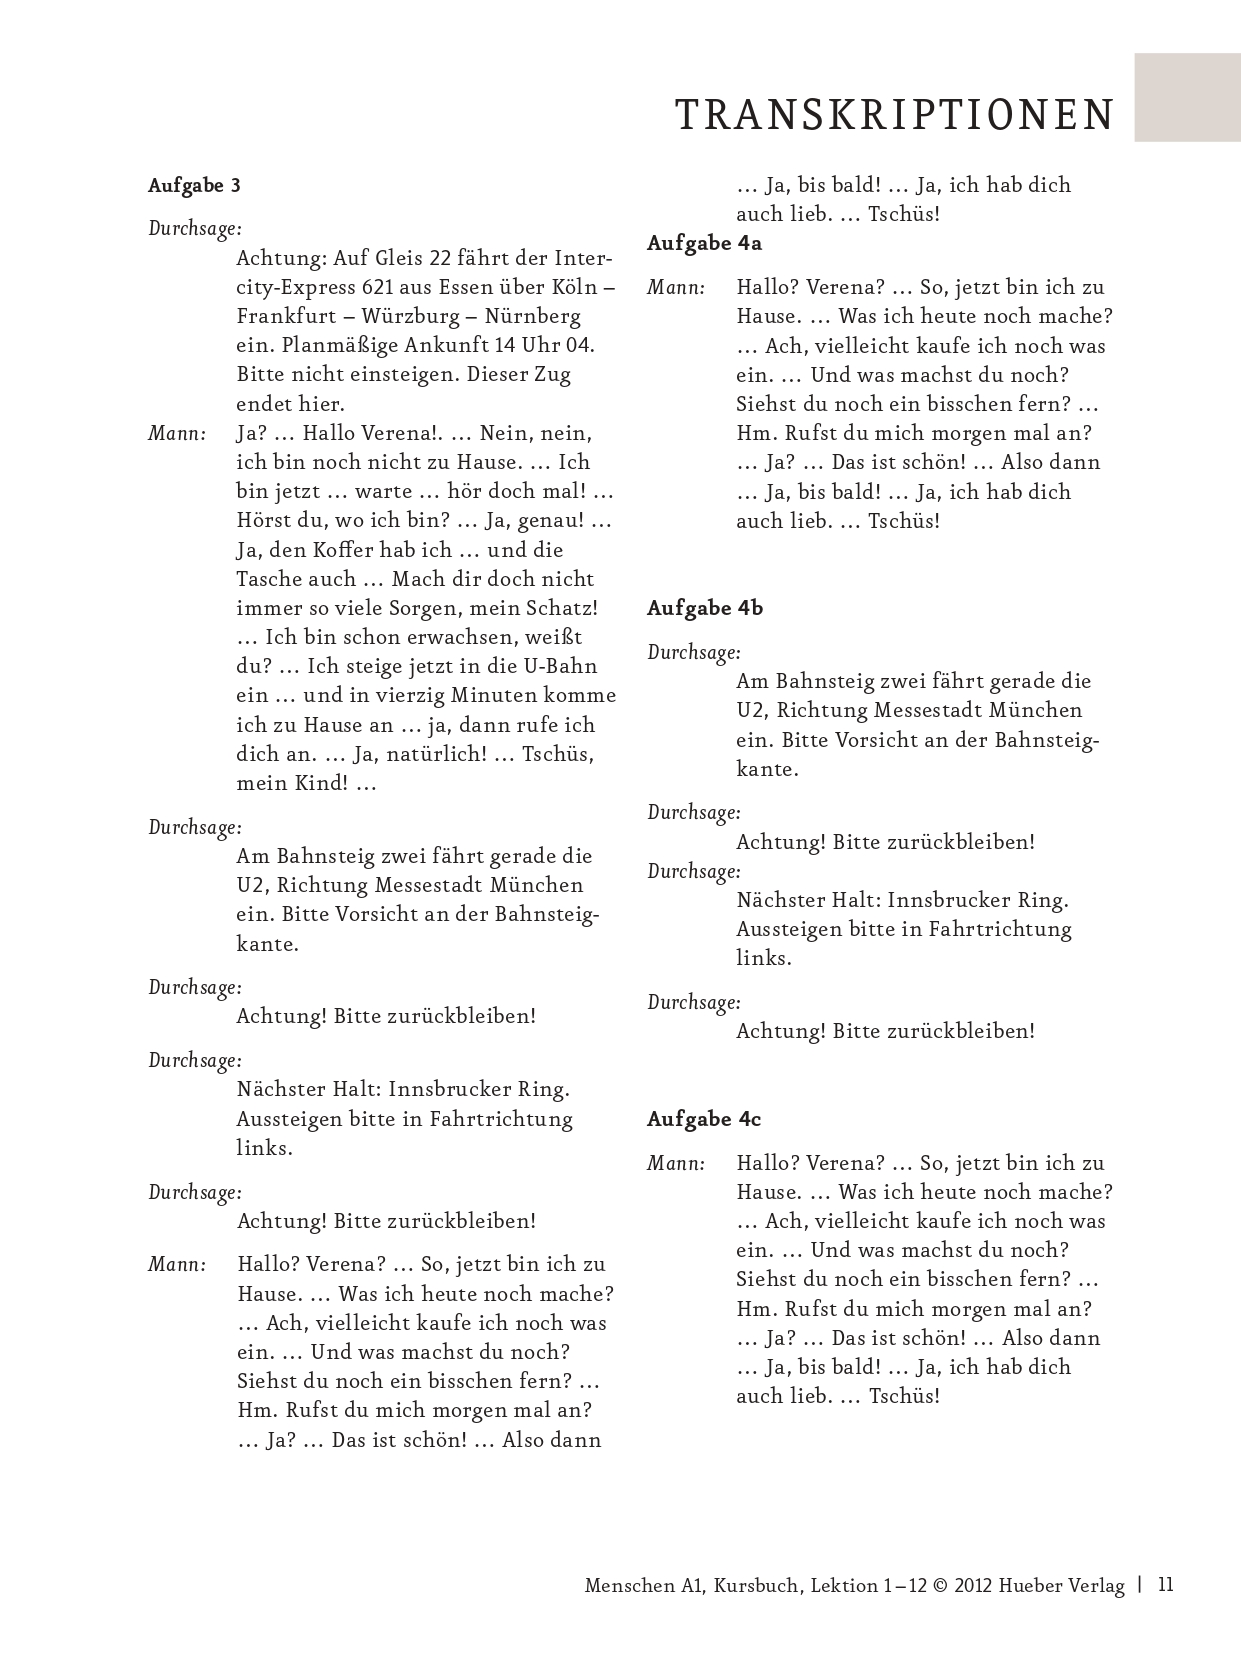 TRANSKRIPTIONEN
Aufgabe 3
Durchsage:
Achtung: Auf Gleis 22 fährt der Inter-
city-Express 621 aus Essen über Köln –
Frankfurt – Würzburg – Nürnberg
ein. Planmäßige Ankunft 14 Uhr 04.
Bitte nicht einsteigen. Dieser Zug
endet hier.
Mann: Ja? … Hallo Verena!. … Nein, nein,
ich bin noch nicht zu Hause. … Ich
bin jetzt … warte … hör doch mal! …
Hörst du, wo ich bin? … Ja, genau! …
Ja, den Koffer hab ich … und die
Tasche auch … Mach dir doch nicht
immer so viele Sorgen, mein Schatz!
… Ich bin schon erwachsen, weißt
du? … Ich steige jetzt in die U-Bahn
ein … und in vierzig Minuten komme
ich zu Hause an … ja, dann rufe ich
dich an. … Ja, natürlich! … Tschüs,
mein Kind! …
Durchsage:
Am Bahnsteig zwei fährt gerade die
U2, Richtung Messestadt München
ein. Bitte Vorsicht an der Bahnsteig-
kante.
Durchsage:
Achtung! Bitte zurückbleiben!
Durchsage:
Nächster Halt: Innsbrucker Ring.
Aussteigen bitte in Fahrtrichtung
links.
Durchsage:
Achtung! Bitte zurückbleiben!
Mann: Hallo? Verena? … So, jetzt bin ich zu
Hause. … Was ich heute noch mache?
… Ach, vielleicht kaufe ich noch was
ein. … Und was machst du noch?
Siehst du noch ein bisschen fern? …
Hm. Rufst du mich morgen mal an?
… Ja? … Das ist schön! … Also dann
… Ja, bis bald! … Ja, ich hab dich
auch lieb. … Tschüs!
Aufgabe 4a
Mann: Hallo? Verena? … So, jetzt bin ich zu
Hause. … Was ich heute noch mache?
… Ach, vielleicht kaufe ich noch was
ein. … Und was machst du noch?
Siehst du noch ein bisschen fern? …
Hm. Rufst du mich morgen mal an?
… Ja? … Das ist schön! … Also dann
… Ja, bis bald! … Ja, ich hab dich
auch lieb. … Tschüs!
Aufgabe 4b
Durchsage:
Am Bahnsteig zwei fährt gerade die
U2, Richtung Messestadt München
ein. Bitte Vorsicht an der Bahnsteig-
kante.
Durchsage:
Achtung! Bitte zurückbleiben!
Durchsage:
Nächster Halt: Innsbrucker Ring.
Aussteigen bitte in Fahrtrichtung
links.
Durchsage:
Achtung! Bitte zurückbleiben!
Aufgabe 4c
Mann: Hallo? Verena? … So, jetzt bin ich zu
Hause. … Was ich heute noch mache?
… Ach, vielleicht kaufe ich noch was
ein. … Und was machst du noch?
Siehst du noch ein bisschen fern? …
Hm. Rufst du mich morgen mal an?
… Ja? … Das ist schön! … Also dann
… Ja, bis bald! … Ja, ich hab dich
auch lieb. … Tschüs!
Menschen A1, Kursbuch, Lektion 1–12 © 2012 Hueber Verlag | 11